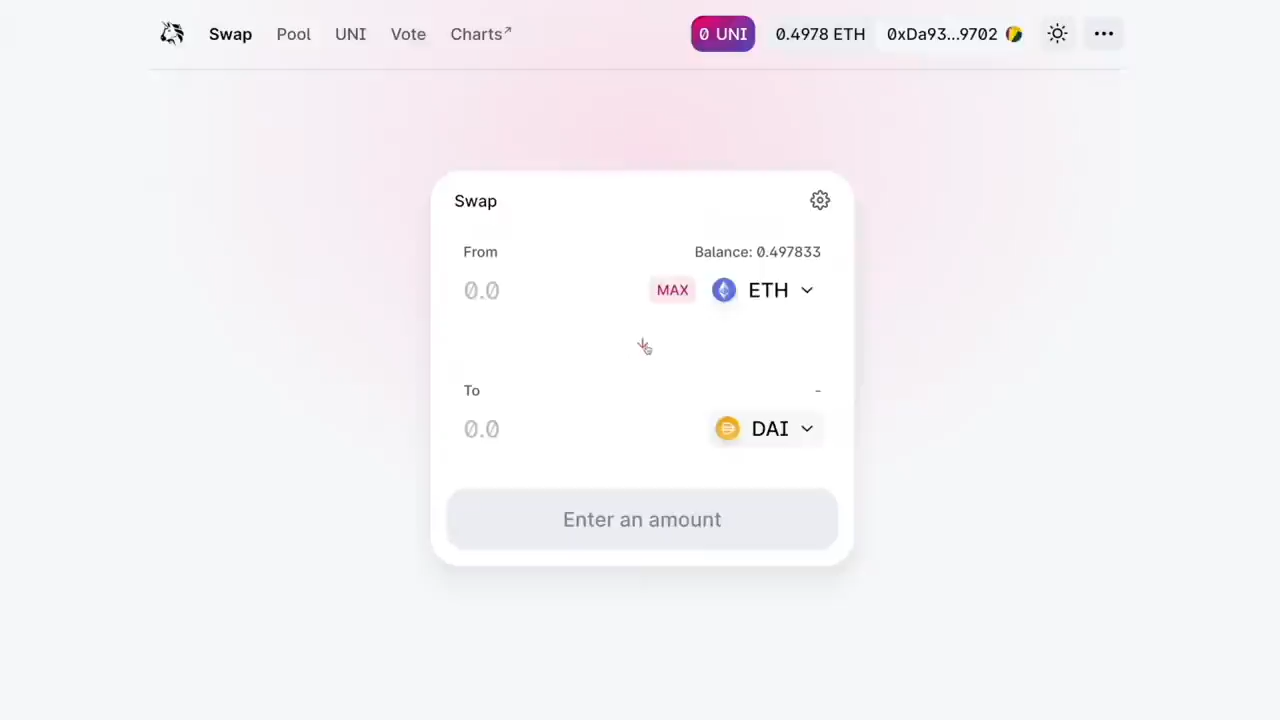 Swap Pool UNI Vote Charts↗ 0 UNI 0.4978 ETH 0xDa93...9702
Swap
From Balance: 0.497833
0.0 MAX ETH
To -
0.0 DAI
Enter an amount